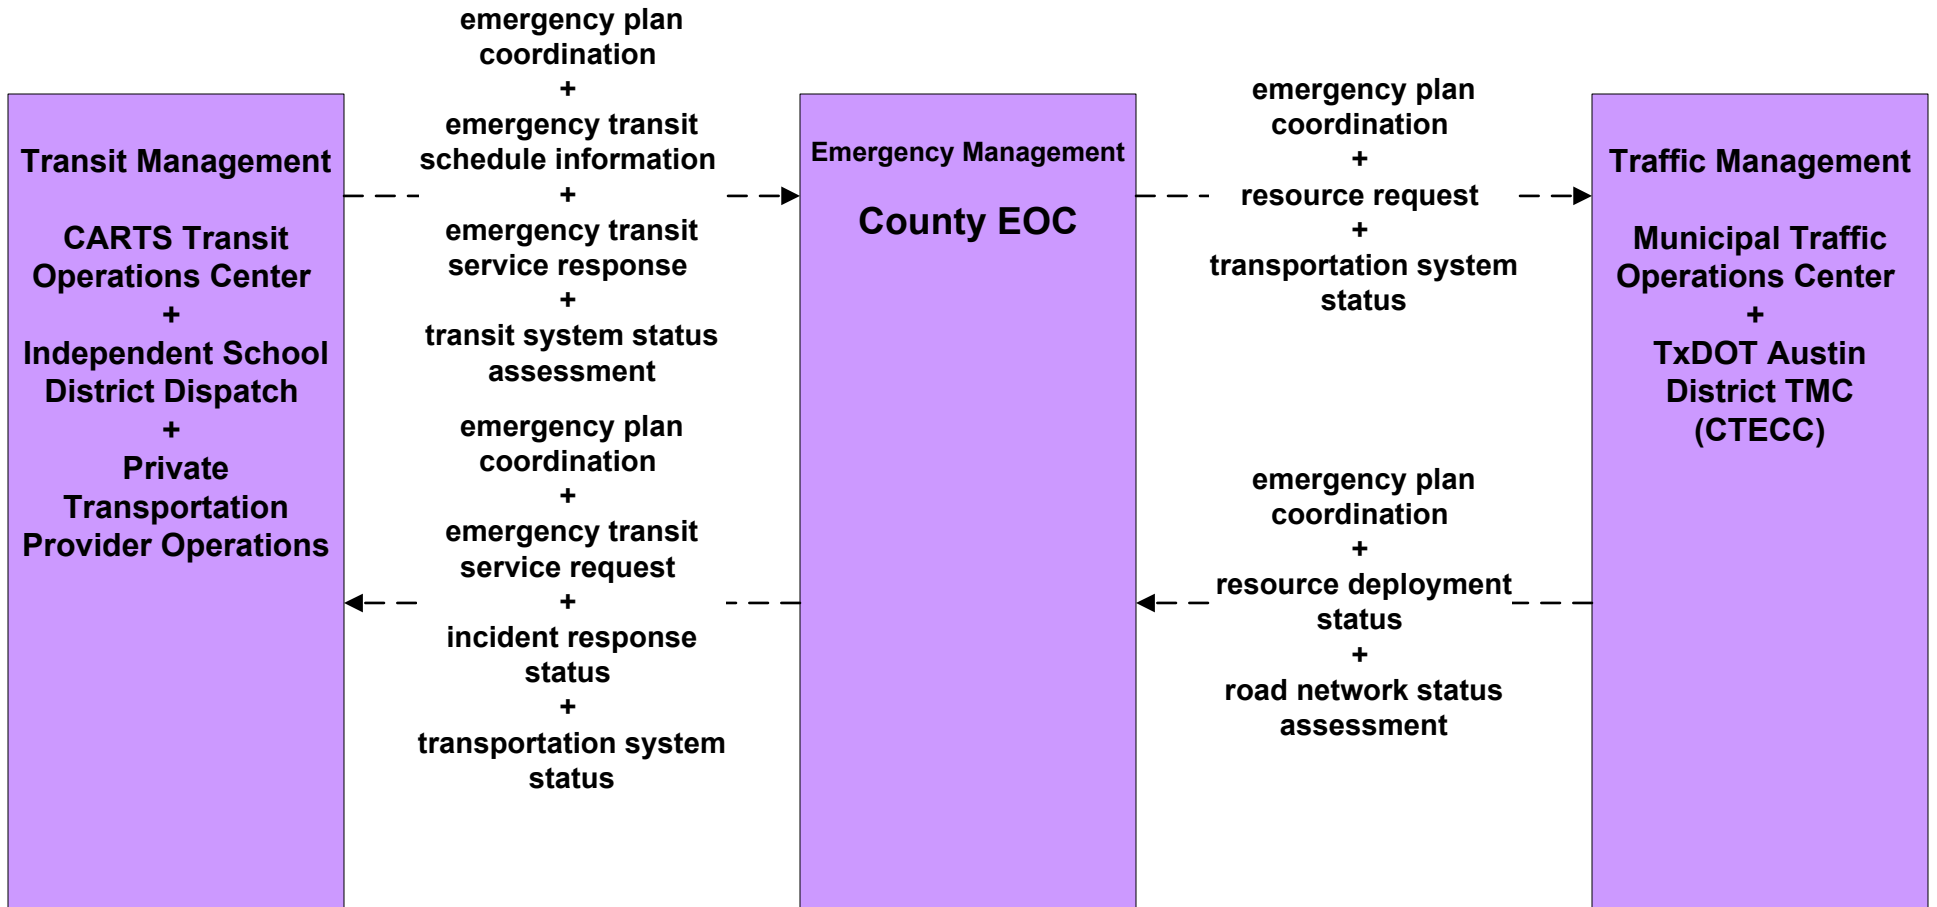 Transit Management
CARTS Transit
Operations Center
+
Independent School
District Dispatch
+
Private
Transportation
Provider Operations
emergency plan
coordination
+
emergency transit
schedule information
+
emergency transit
service response
+
transit system status
assessment
emergency plan
coordination
+
emergency transit
service request
+
incident response
status
+
transportation system
status
Emergency Management
County EOC
emergency plan
coordination
+
resource request
+
transportation system
status
emergency plan
coordination
+
resource deployment
status
+
road network status
assessment
Traffic Management
Municipal Traffic
Operations Center
+
TxDOT Austin
District TMC
(CTECC)